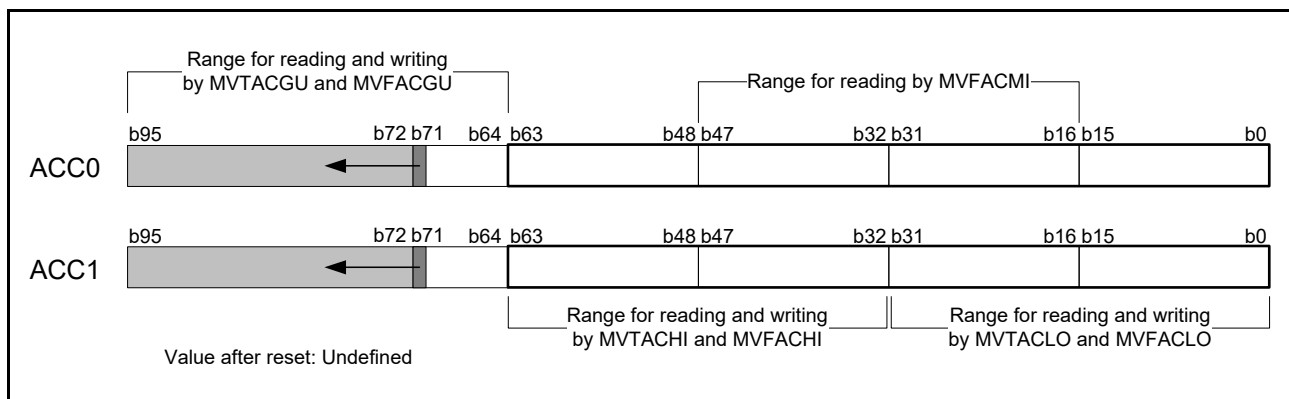 Range for reading and writing
by MVTACGU and MVFACGU
Range for reading by MVFACMI
b95 b72 b71 b64 b63 b48 b47 b32 b31 b16 b15 b0
ACC0
b95 b72 b71 b64 b63 b48 b47 b32 b31 b16 b15 b0
ACC1
Range for reading and writing
by MVTACHI and MVFACHI
Range for reading and writing
by MVTACLO and MVFACLO
Value after reset: Undefined